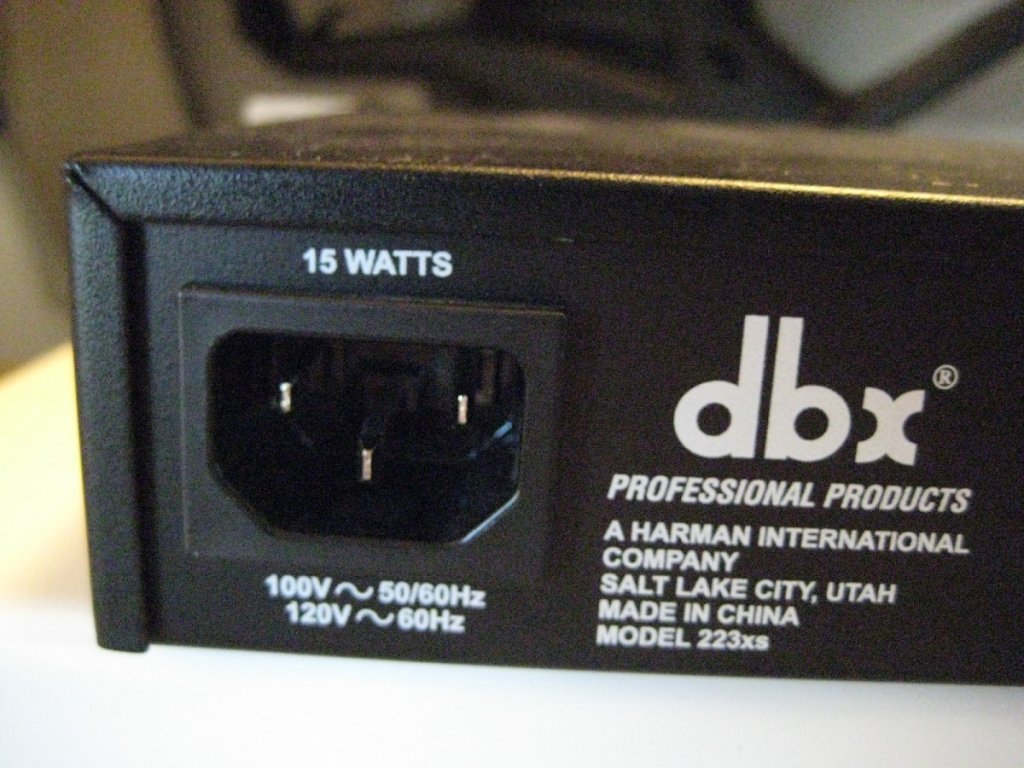 15 WATTS
100V ~ 50/60Hz
120V ~ 60Hz
dbx®
PROFESSIONAL PRODUCTS
A HARMAN INTERNATIONAL
COMPANY
SALT LAKE CITY, UTAH
MADE IN CHINA
MODEL 223xs